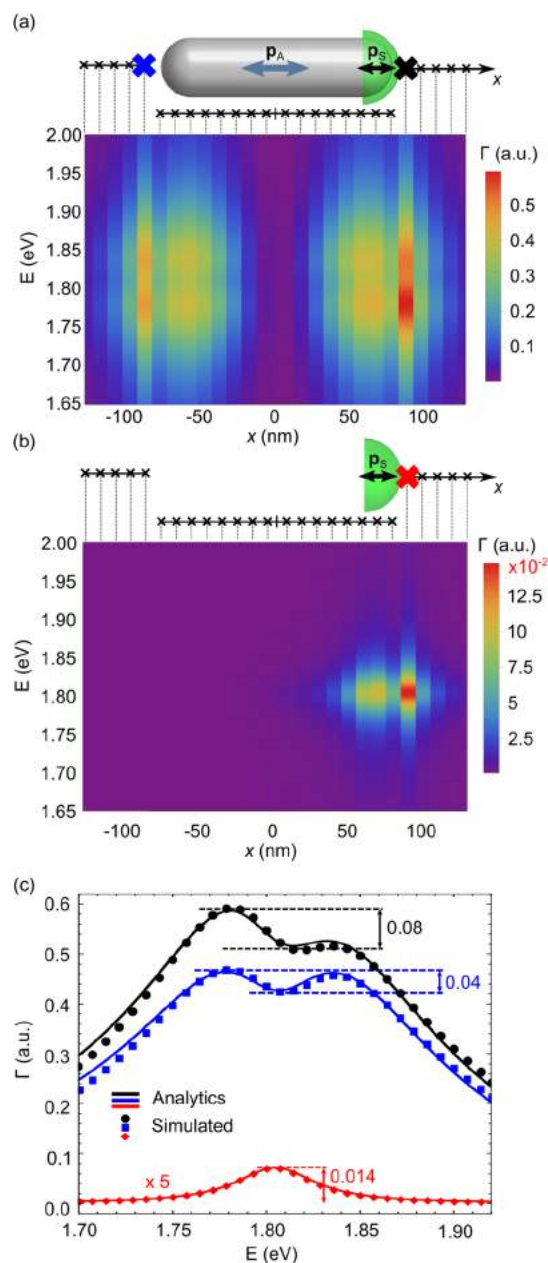 (a)
p_A
p_S
x
2.00
1.95
1.90
1.85
1.80
1.75
1.70
1.65
E (eV)
-100
-50
0
50
100
x (nm)
Γ (a.u.)
0.5
0.4
0.3
0.2
0.1
(b)
p_S
x
2.00
1.95
1.90
1.85
1.80
1.75
1.70
1.65
E (eV)
-100
-50
0
50
100
x (nm)
Γ (a.u.)
×10⁻²
12.5
10
7.5
5
2.5
(c)
0.6
0.5
0.4
0.3
0.2
0.1
0.0
Γ (a.u.)
0.08
0.04
Analytics
Simulated
x 5
0.014
1.70
1.75
1.80
1.85
1.90
E (eV)